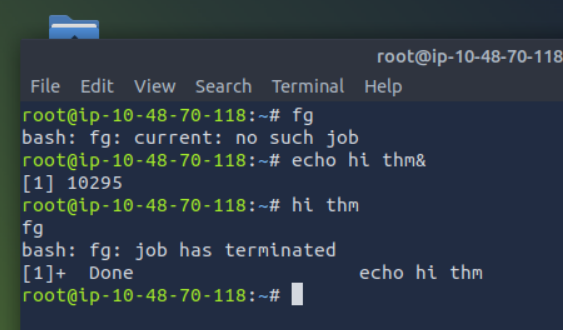 root@ip-10-48-70-118
File Edit View Search Terminal Help
root@ip-10-48-70-118:~# fg
bash: fg: current: no such job
root@ip-10-48-70-118:~# echo hi thm&
[1] 10295
root@ip-10-48-70-118:~# hi thm
fg
bash: fg: job has terminated
[1]+  Done                    echo hi thm
root@ip-10-48-70-118:~#